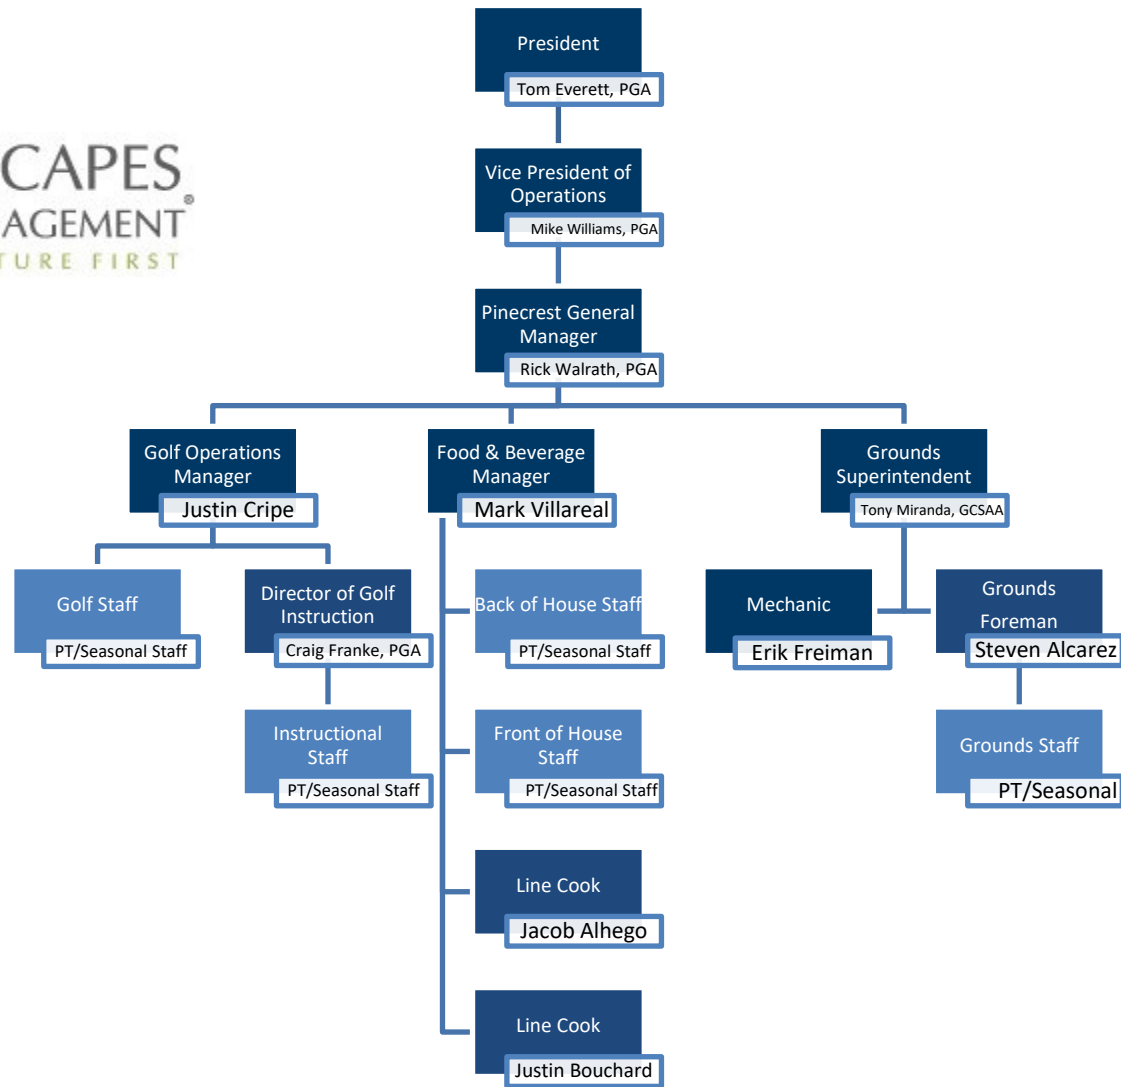 President
Tom Everett, PGA
CAPES
AGEMENT®
TURE FIRST
Vice President of
Operations
Mike Williams, PGA
Pinecrest General
Manager
Rick Walrath, PGA
Golf Operations
Manager
Justin Cripe
Food & Beverage
Manager
Mark Villareal
Grounds
Superintendent
Tony Miranda, GCSAA
Golf Staff
PT/Seasonal Staff
Director of Golf
Instruction
Craig Franke, PGA
Back of House Staff
PT/Seasonal Staff
Mechanic
Erik Freiman
Grounds
Foreman
Steven Alcarez
Instructional
Staff
PT/Seasonal Staff
Front of House
Staff
PT/Seasonal Staff
Grounds Staff
PT/Seasonal
Line Cook
Jacob Alhego
Line Cook
Justin Bouchard